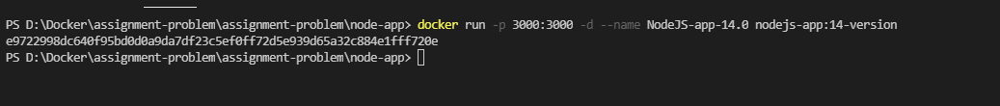 PS D:\Docker\assignment-problem\assignment-problem\node-app> docker run -p 3000:3000 -d --name NodeJS-app-14.0 nodejs-app:14-version
e9722998dc640f95bd0d0a9da7df23c5ef0ff72d5e939d65a32c884e1fff720e
PS D:\Docker\assignment-problem\assignment-problem\node-app>